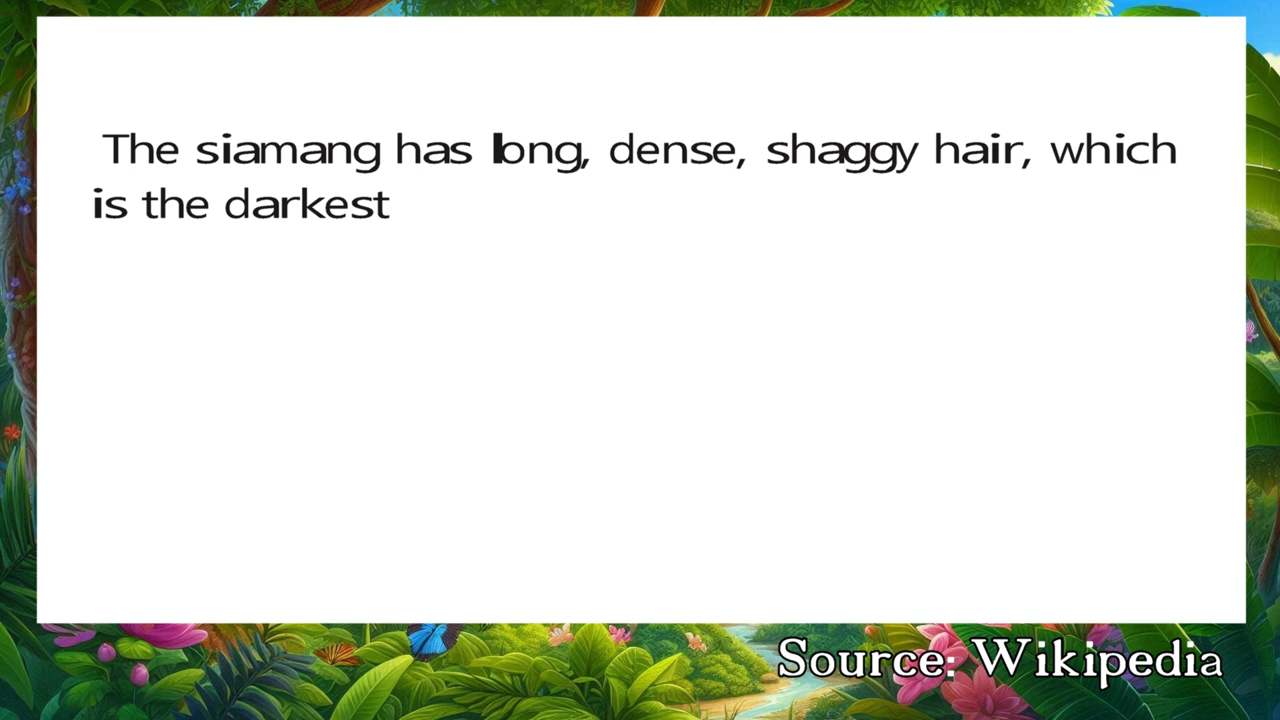 The siamang has long, dense, shaggy hair, which
is the darkest
Source: Wikipedia